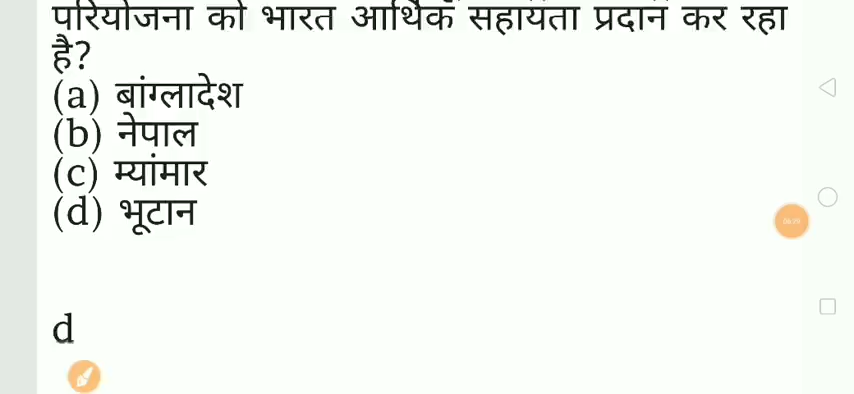 परियोजना को भारत आर्थिक सहायता प्रदान कर रहा
है?
(a) बांग्लादेश
(b) नेपाल
(c) म्यांमार
(d) भूटान
d